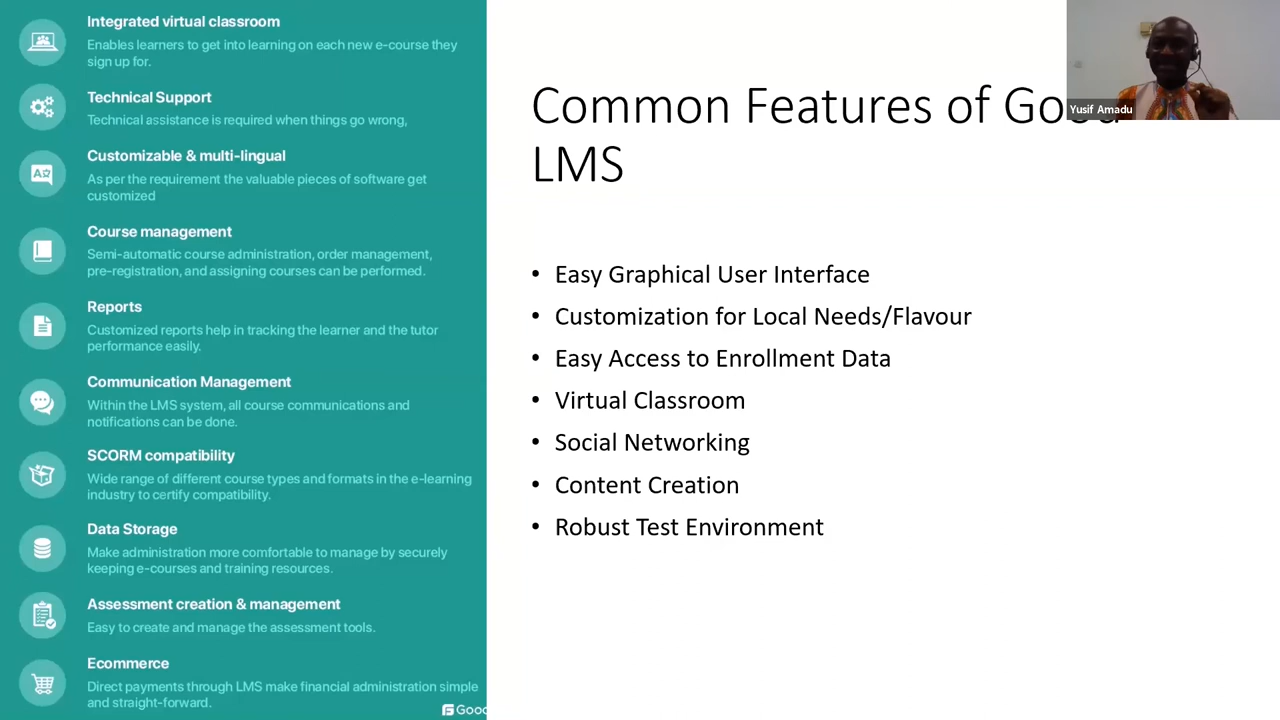 Integrated virtual classroom
Enables learners to get into learning on each new e-course they
sign up for.
Technical Support
Technical assistance is required when things go wrong,
Customizable & multi-lingual
As per the requirement the valuable pieces of software get
customized
Course management
Semi-automatic course administration, order management,
pre-registration, and assigning courses can be performed.
Reports
Customized reports help in tracking the learner and the tutor
performance easily.
Communication Management
Within the LMS system, all course communications and
notifications can be done.
SCORM compatibility
Wide range of different course types and formats in the e-learning
industry to certify compatibility.
Data Storage
Make administration more comfortable to manage by securely
keeping e-courses and training resources.
Assessment creation & management
Easy to create and manage the assessment tools.
Ecommerce
Direct payments through LMS make financial administration simple
and straight-forward.
Common Features of Good
LMS
• Easy Graphical User Interface
• Customization for Local Needs/Flavour
• Easy Access to Enrollment Data
• Virtual Classroom
• Social Networking
• Content Creation
• Robust Test Environment
Yusif Amadu